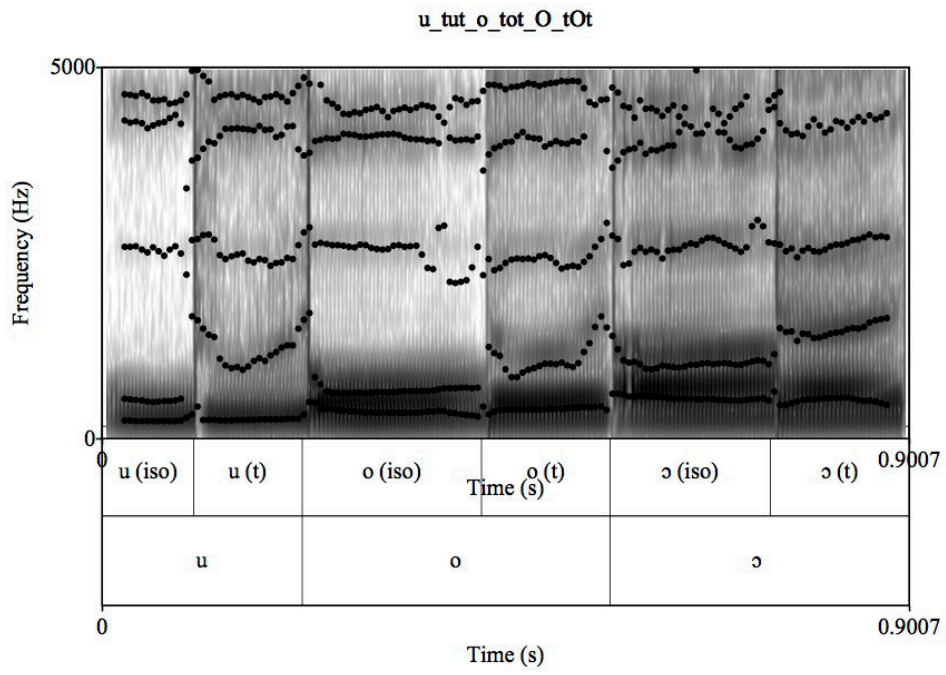 u_tut_o_tot_O_tOt
5000
Frequency (Hz)
0
0 0.9007
u (iso) u (t) o (iso) o (t) ɔ (iso) ɔ (t)
Time (s)
u o ɔ
0 0.9007
Time (s)